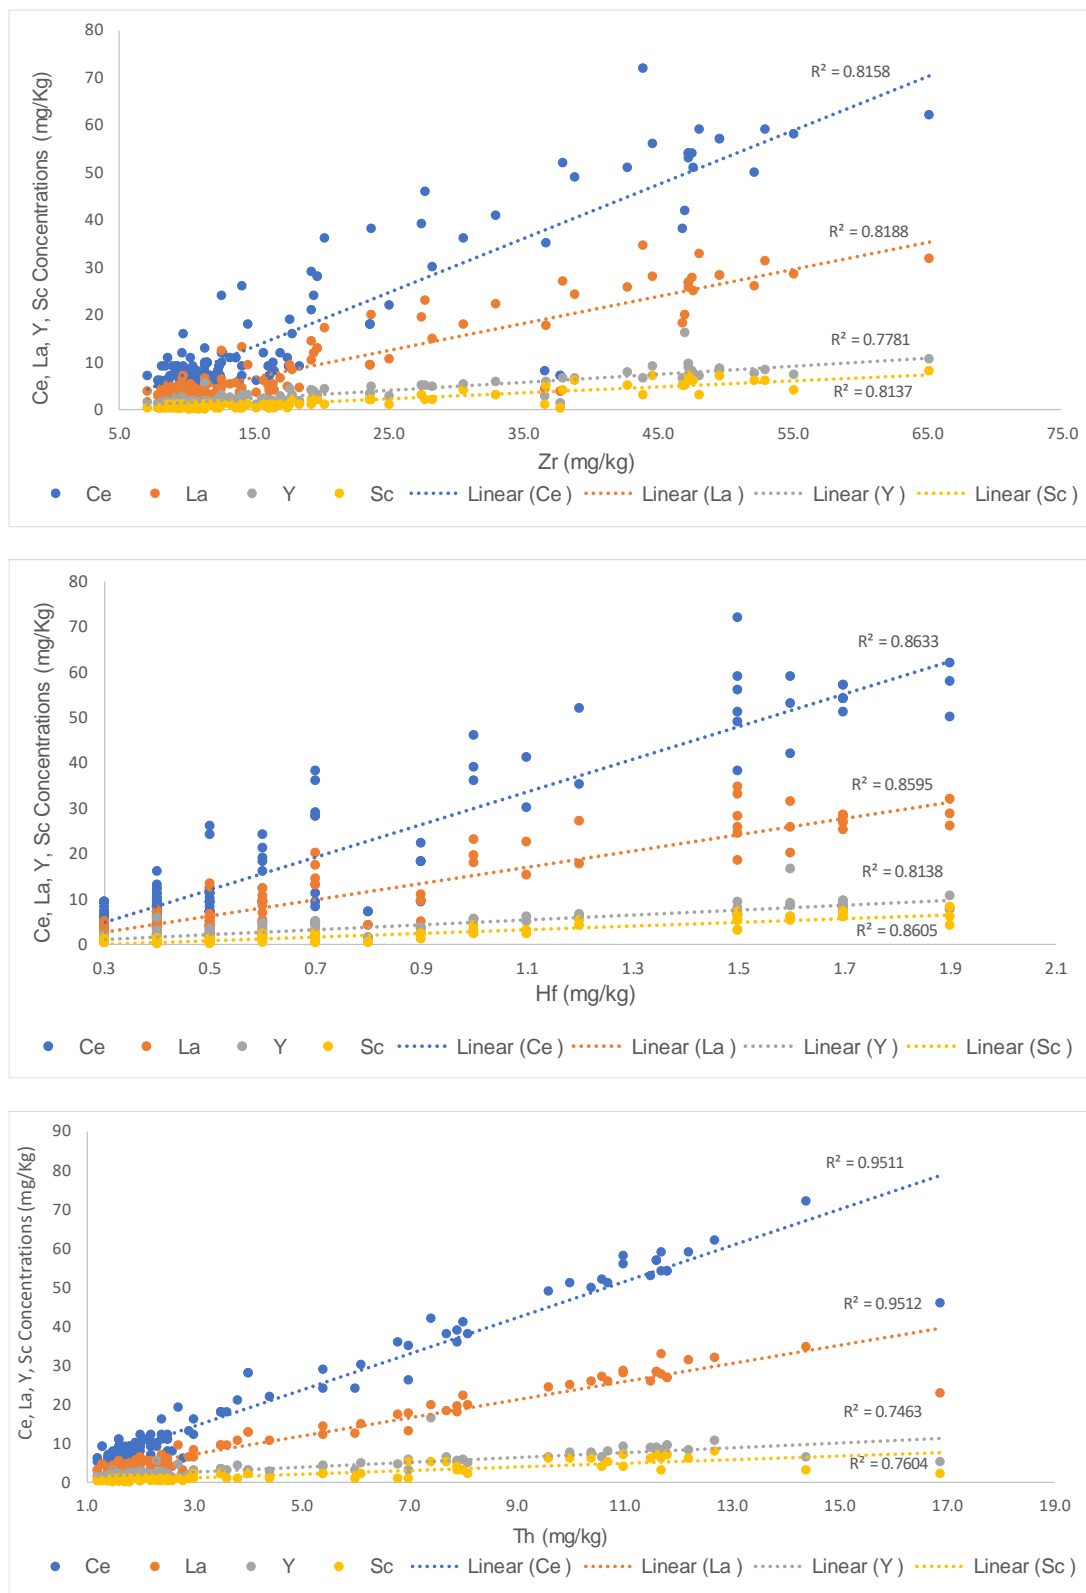 80
70
60
50
40
30
20
10
0
Ce, La, Y, Sc Concentrations (mg/Kg)
R² = 0.8158
R² = 0.8188
R² = 0.7781
R² = 0.8137
5.0 15.0 25.0 35.0 45.0 55.0 65.0 75.0
Zr (mg/kg)
Ce La Y Sc Linear (Ce ) Linear (La ) Linear (Y ) Linear (Sc )
80
70
60
50
40
30
20
10
0
Ce, La, Y, Sc Concentrations (mg/Kg)
R² = 0.8633
R² = 0.8595
R² = 0.8138
R² = 0.8605
0.3 0.5 0.7 0.9 1.1 1.3 1.5 1.7 1.9 2.1
Hf (mg/kg)
Ce La Y Sc Linear (Ce ) Linear (La ) Linear (Y ) Linear (Sc )
90
80
70
60
50
40
30
20
10
0
Ce, La, Y, Sc Concentrations (mg/Kg)
R² = 0.9511
R² = 0.9512
R² = 0.7463
R² = 0.7604
1.0 3.0 5.0 7.0 9.0 11.0 13.0 15.0 17.0 19.0
Th (mg/kg)
Ce La Y Sc Linear (Ce ) Linear (La ) Linear (Y ) Linear (Sc )